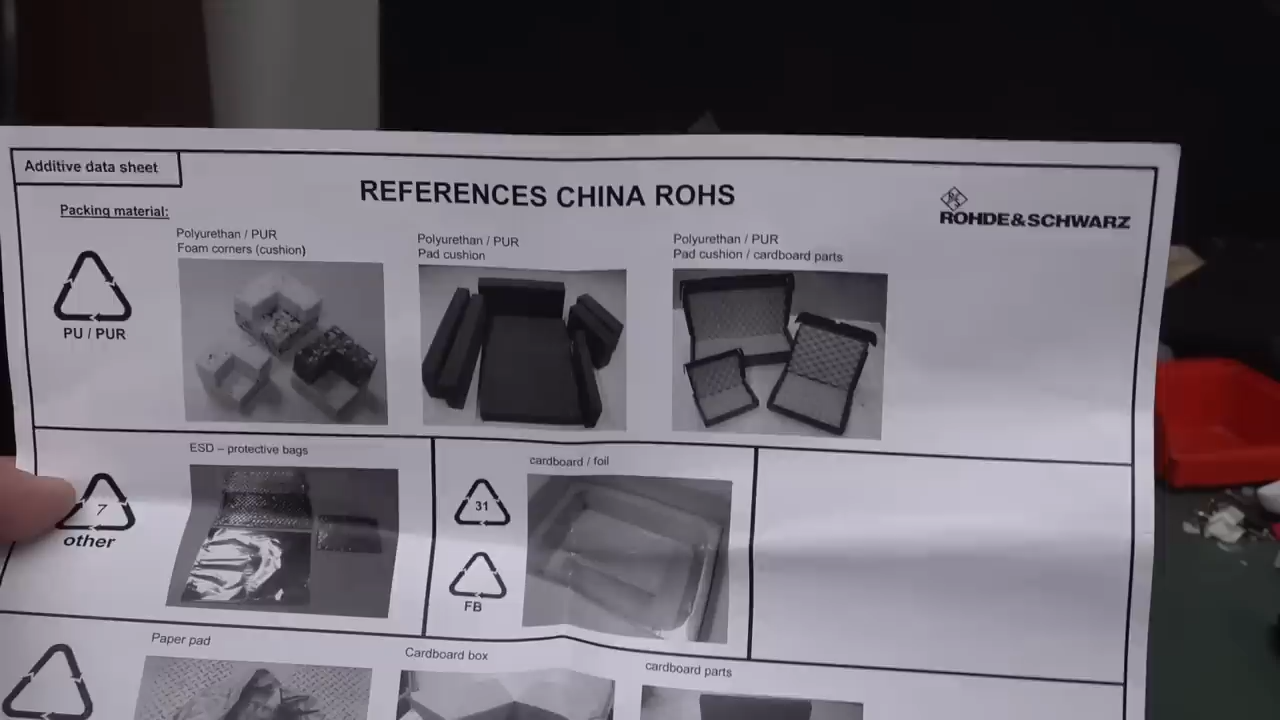 Additive data sheet
REFERENCES CHINA ROHS
R&S
ROHDE&SCHWARZ
Packing material:
PU / PUR
Polyurethan / PUR
Foam corners (cushion)
Polyurethan / PUR
Pad cushion
Polyurethan / PUR
Pad cushion / cardboard parts
7
other
ESD – protective bags
31
FB
cardboard / foil
Paper pad
Cardboard box
cardboard parts